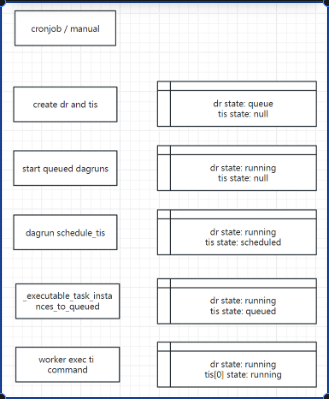 cronjob / manual
create dr and tis
dr state: queue
tis state: null
start queued dagruns
dr state: running
tis state: null
dagrun schedule_tis
dr state: running
tis state: scheduled
_executable_task_insta
nces_to_queued
dr state: running
tis state: queued
worker exec ti
command
dr state: running
tis[0] state: running